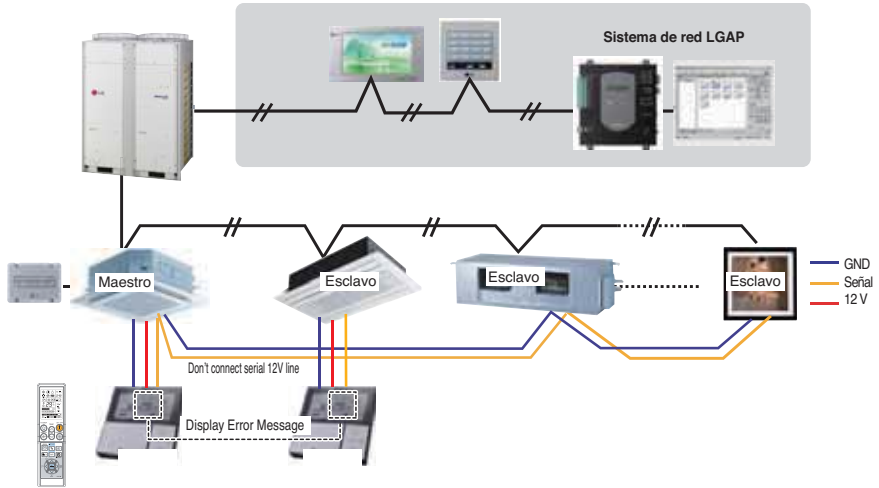 Sistema de red LGAP
LG
Maestro
Esclavo
Esclavo
Esclavo
GND
Señal
12 V
Don't connect serial 12V line
Display Error Message